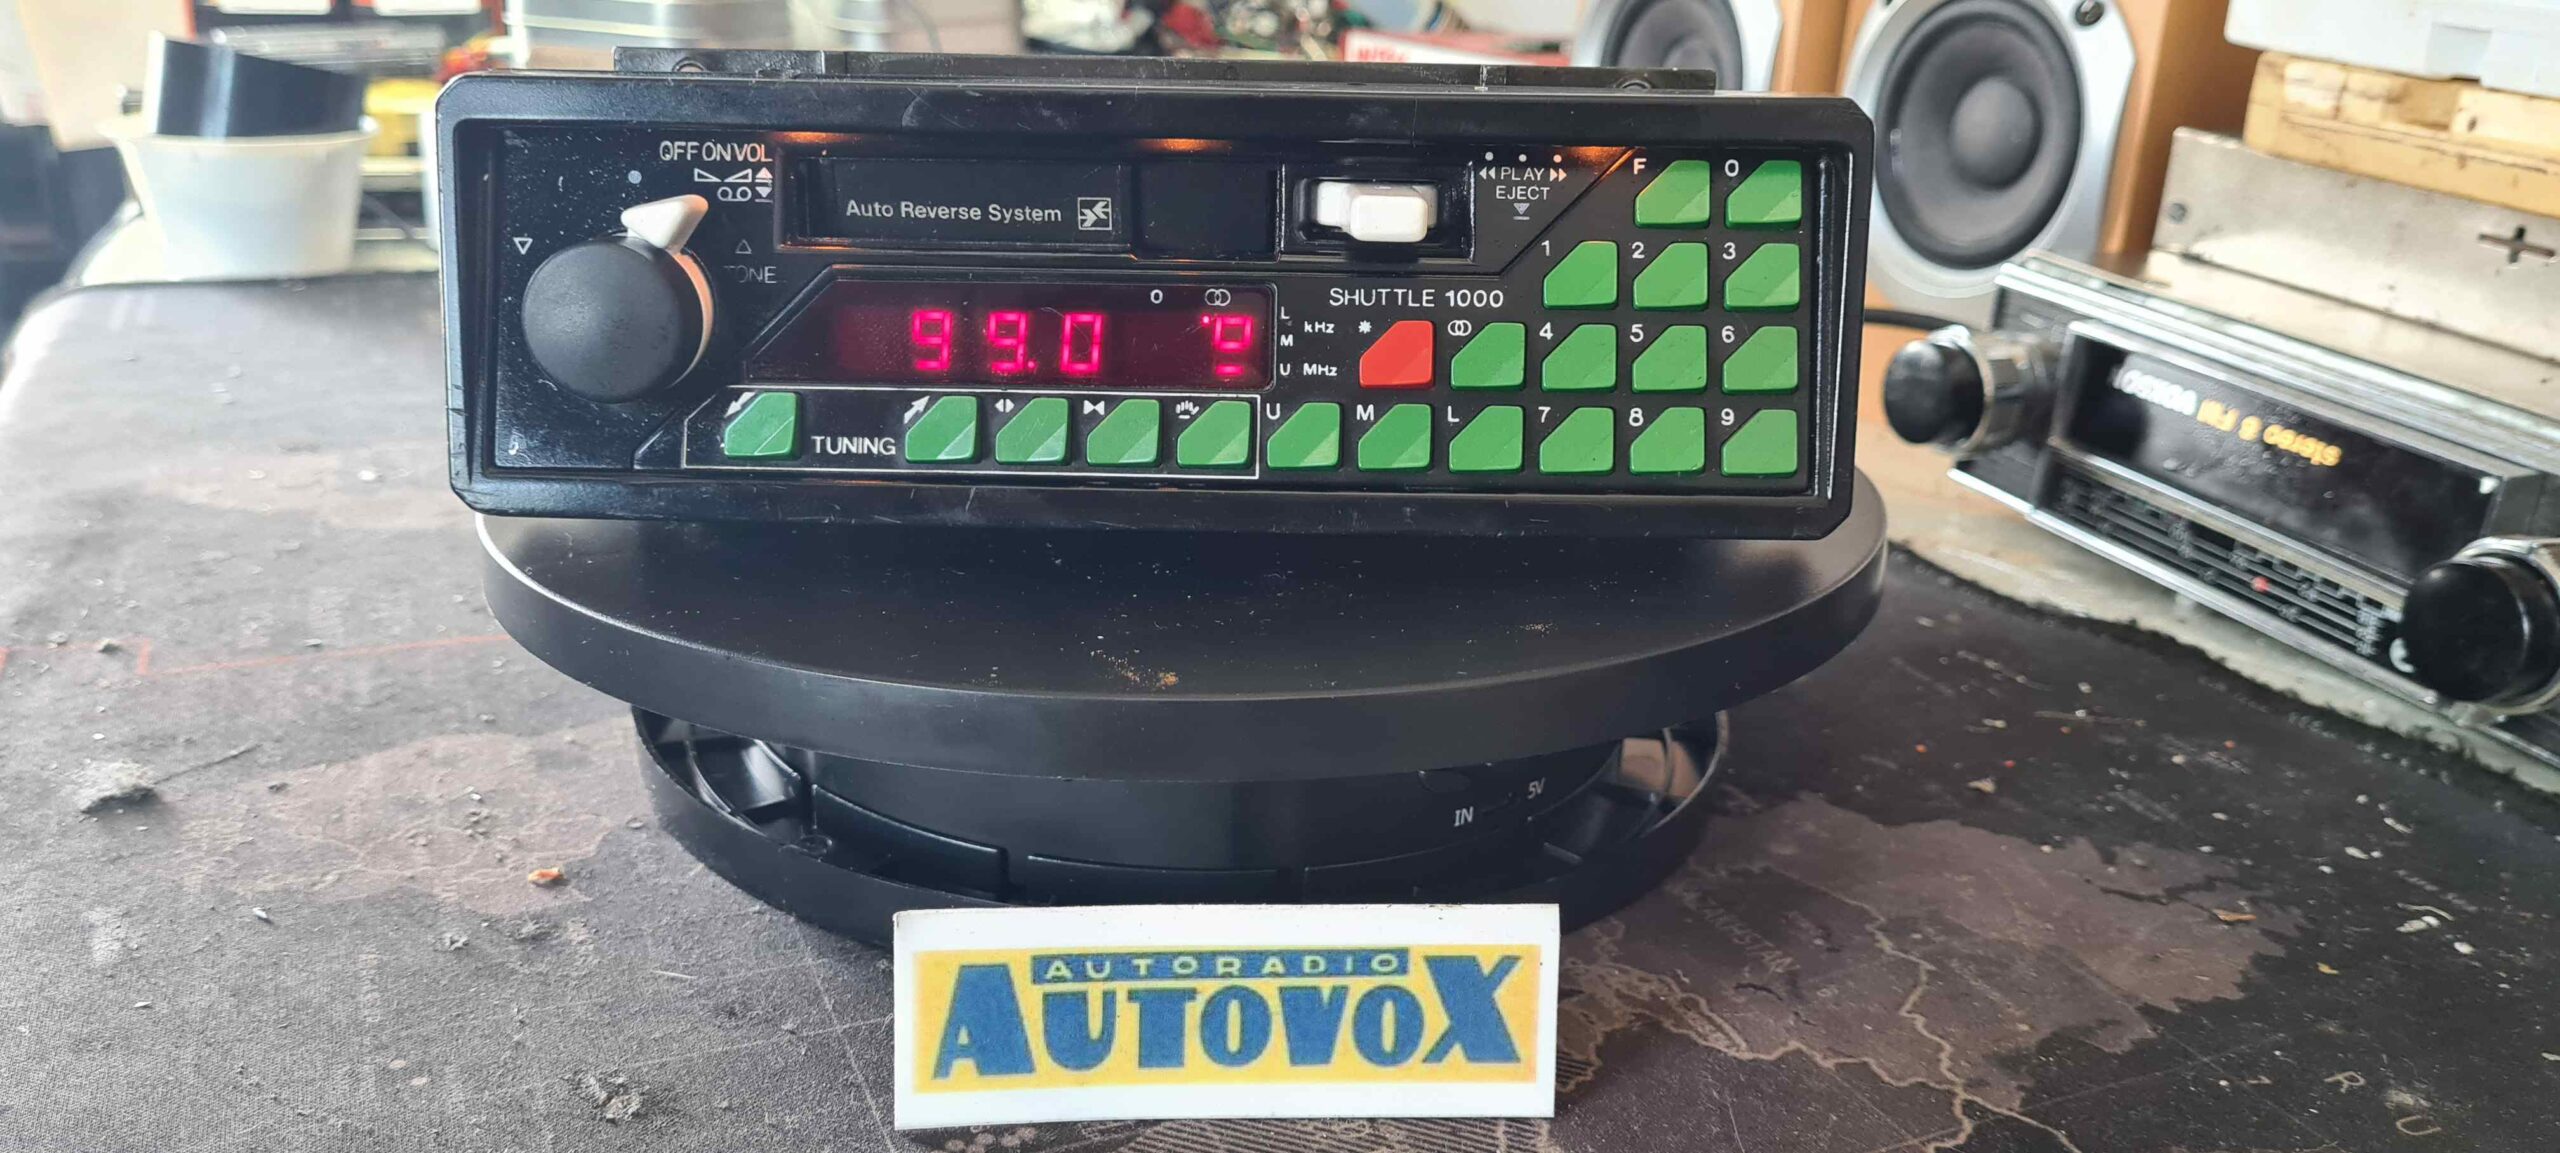 OFF ON VOL
TONE
Auto Reverse System
PLAY
EJECT
F
0
1
2
3
SHUTTLE 1000
0
99.0
L
M
U
kHz
MHz
4
5
6
TUNING
U
M
L
7
8
9
IN
5V
AUTORADIO
AUTOVOX